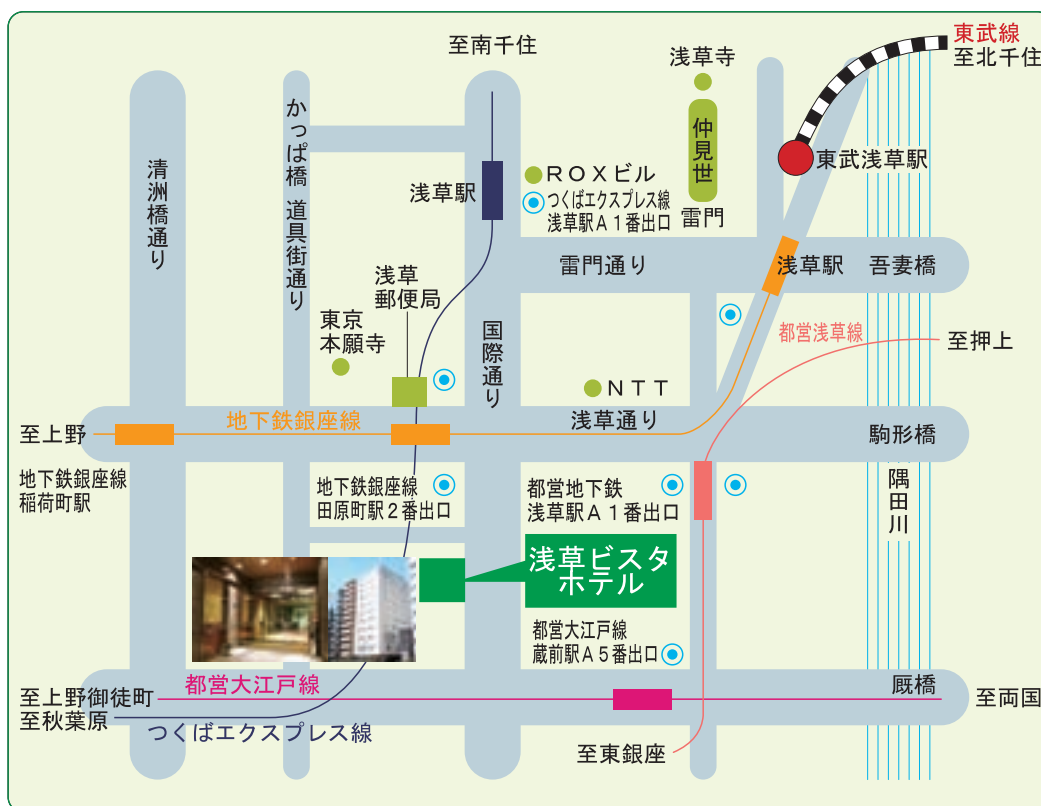 東武線
至北千住
至南千住
浅草寺
仲見世
雷門
東武浅草駅
清洲橋通り
かっぱ橋 道具街通り
浅草駅
ROXビル
つくばエクスプレス線
浅草駅A1番出口
雷門通り
浅草駅
吾妻橋
浅草
郵便局
東京
本願寺
国際通り
都営浅草線
至押上
NTT
地下鉄銀座線
浅草通り
至上野
駒形橋
地下鉄銀座線
稲荷町駅
地下鉄銀座線
田原町駅2番出口
都営地下鉄
浅草駅A1番出口
隅田川
浅草ビスタ
ホテル
都営大江戸線
蔵前駅A5番出口
都営大江戸線
厩橋
至上野御徒町
至秋葉原
至両国
つくばエクスプレス線
至東銀座